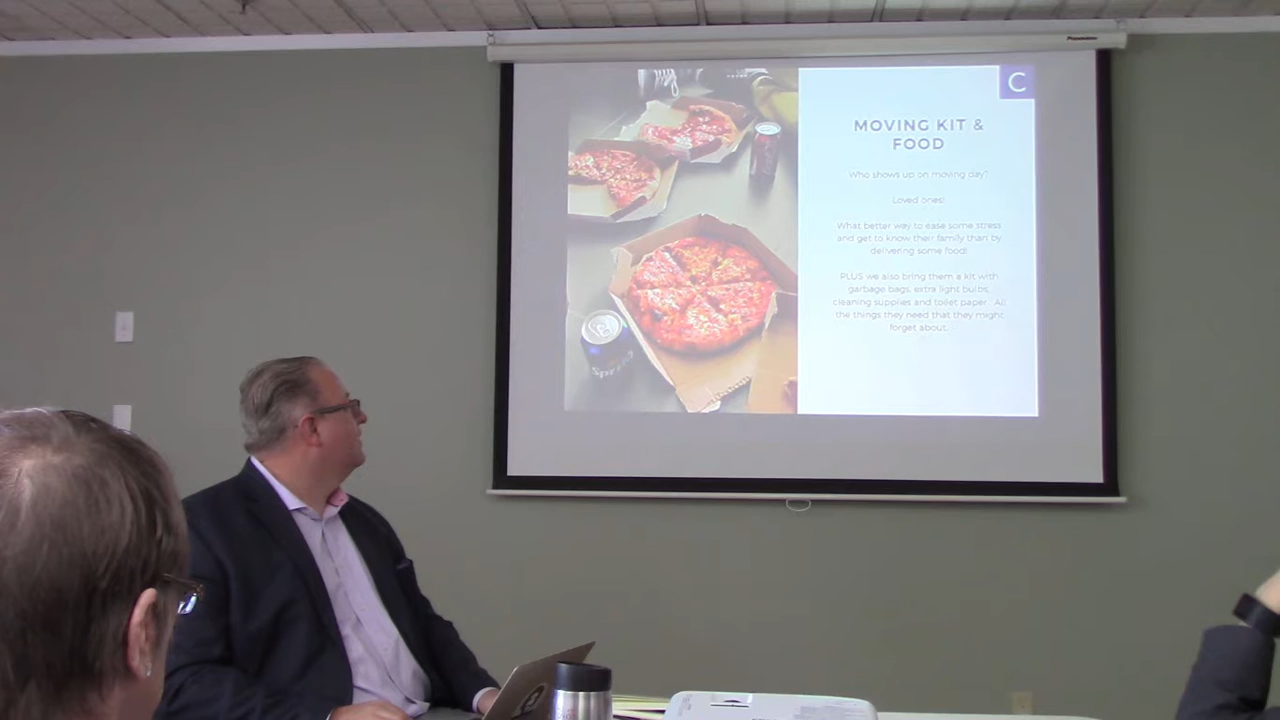 C
MOVING KIT &
FOOD
Who shows up on moving day?
Loved ones!
What better way to ease some stress
and get to know their family than by
delivering some food!
PLUS we also bring them a kit with
garbage bags, extra light bulbs,
cleaning supplies and toilet paper. All
the things they need that they might
forget about.
Sprite